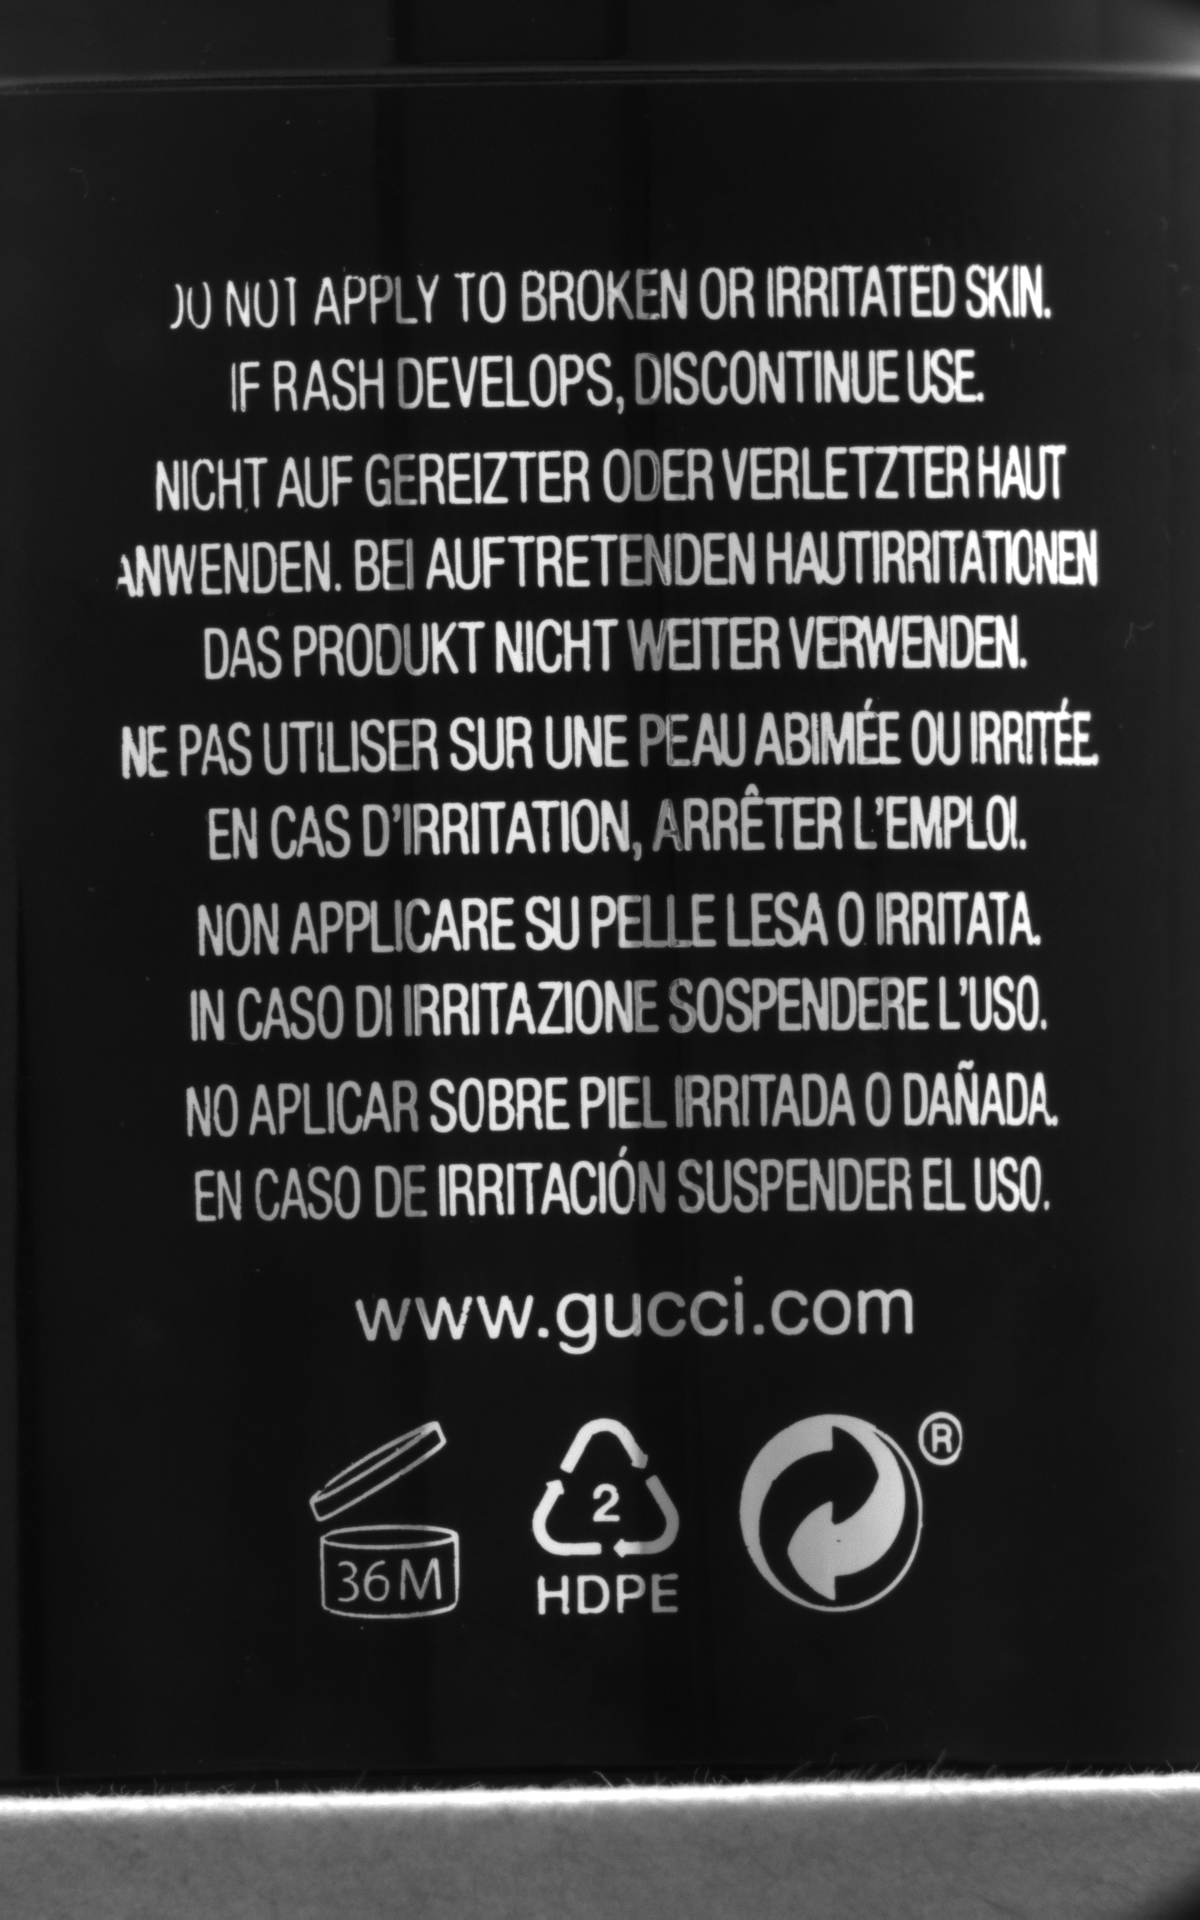 DO NOT APPLY TO BROKEN OR IRRITATED SKIN.
IF RASH DEVELOPS, DISCONTINUE USE.
NICHT AUF GEREIZTER ODER VERLETZTER HAUT
ANWENDEN. BEI AUFTRETENDEN HAUTIRRITATIONEN
DAS PRODUKT NICHT WEITER VERWENDEN.
NE PAS UTILISER SUR UNE PEAU ABIMÉE OU IRRITÉE.
EN CAS D'IRRITATION, ARRÊTER L'EMPLOI.
NON APPLICARE SU PELLE LESA O IRRITATA.
IN CASO DI IRRITAZIONE SOSPENDERE L'USO.
NO APLICAR SOBRE PIEL IRRITADA O DAÑADA.
EN CASO DE IRRITACIÓN SUSPENDER EL USO.
www.gucci.com
®
2
36M
HDPE